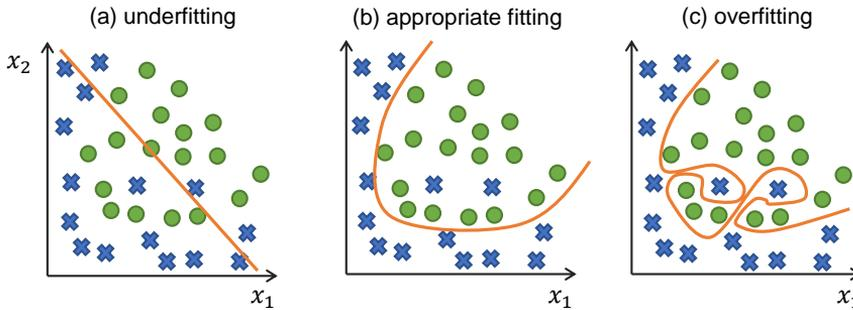 (a) underfitting
(b) appropriate fitting
(c) overfitting
x₂
x₁
x₁